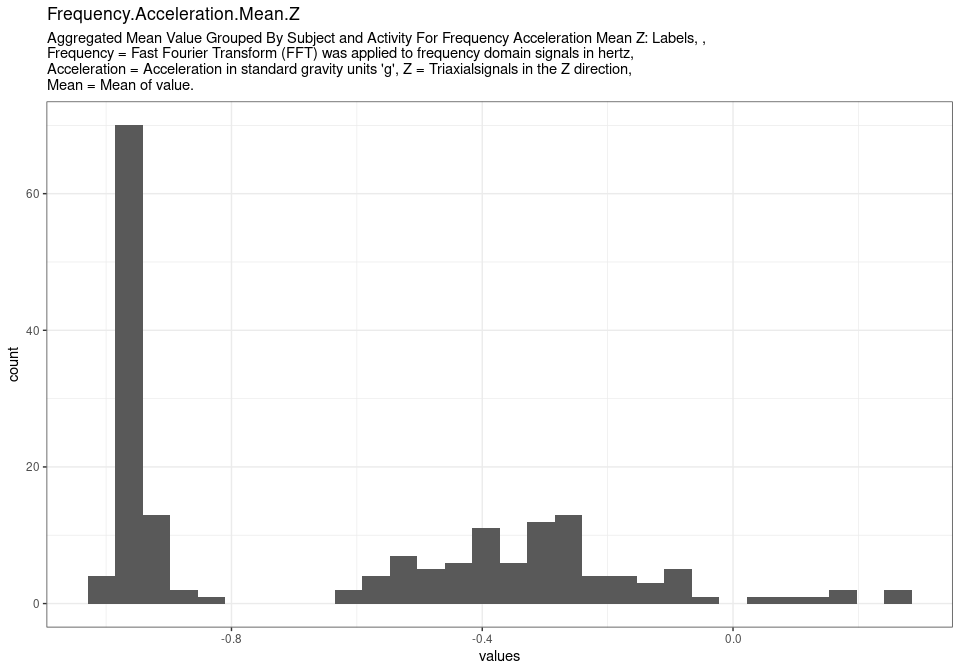 Frequency.Acceleration.Mean.Z
Aggregated Mean Value Grouped By Subject and Activity For Frequency Acceleration Mean Z: Labels, ,
Frequency = Fast Fourier Transform (FFT) was applied to frequency domain signals in hertz,
Acceleration = Acceleration in standard gravity units 'g', Z = Triaxialsignals in the Z direction,
Mean = Mean of value.
60
40
20
0
count
-0.8
-0.4
0.0
values